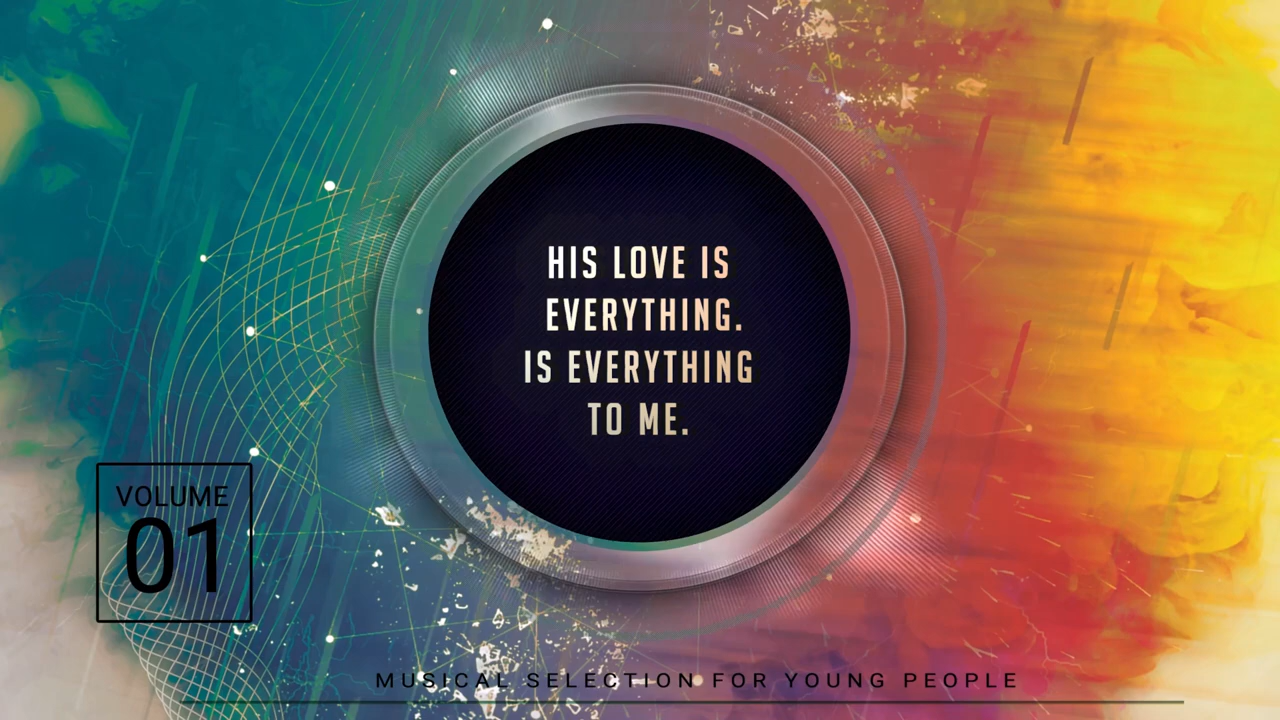 HIS LOVE IS
EVERYTHING.
IS EVERYTHING
TO ME.
VOLUME
01
MUSICAL SELECTION FOR YOUNG PEOPLE